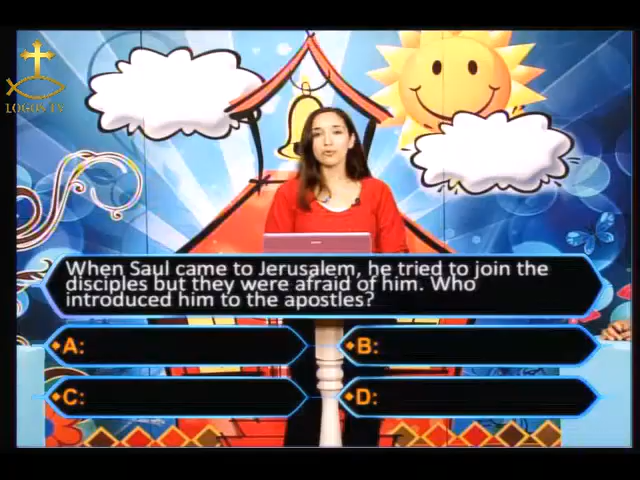 LOGOS TV
When Saul came to Jerusalem, he tried to join the
disciples but they were afraid of him. Who
introduced him to the apostles?
A:
B:
C:
D: